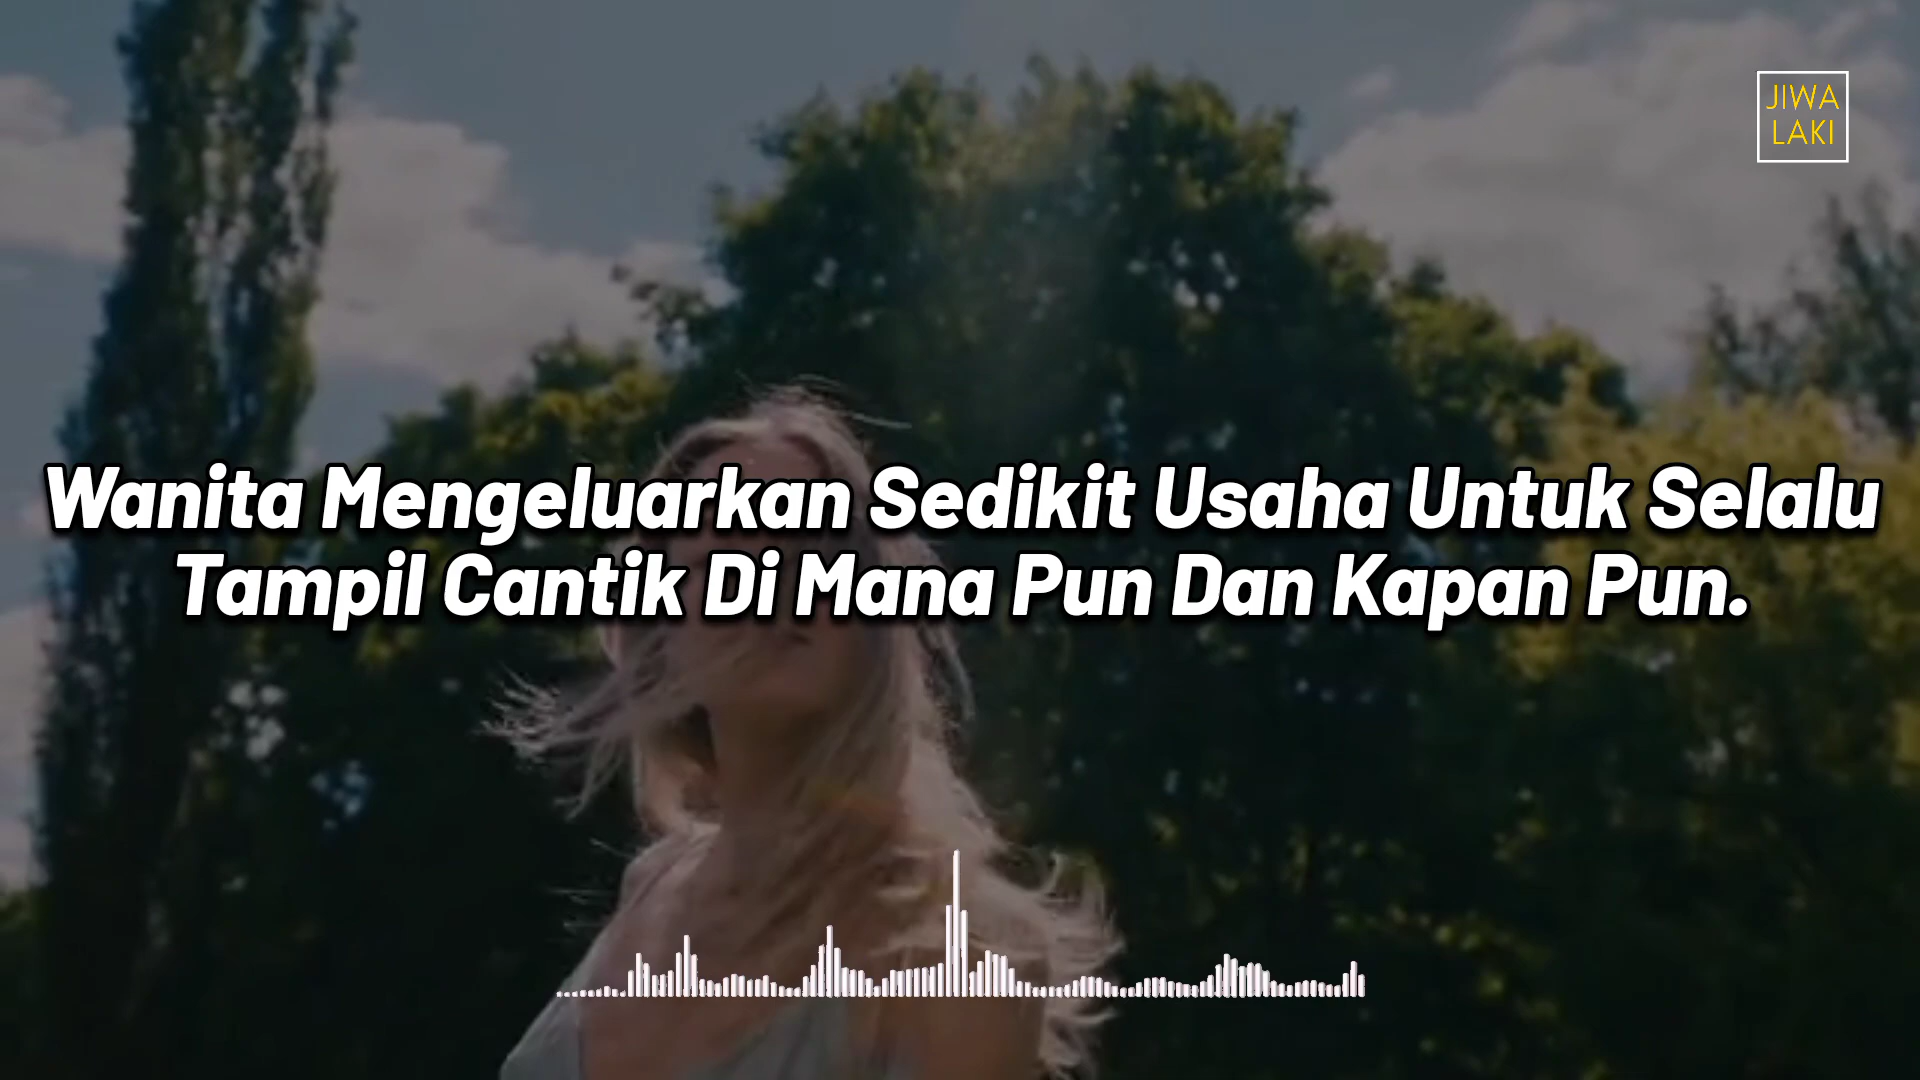 JIWA
LAKI
Wanita Mengeluarkan Sedikit Usaha Untuk Selalu
Tampil Cantik Di Mana Pun Dan Kapan Pun.